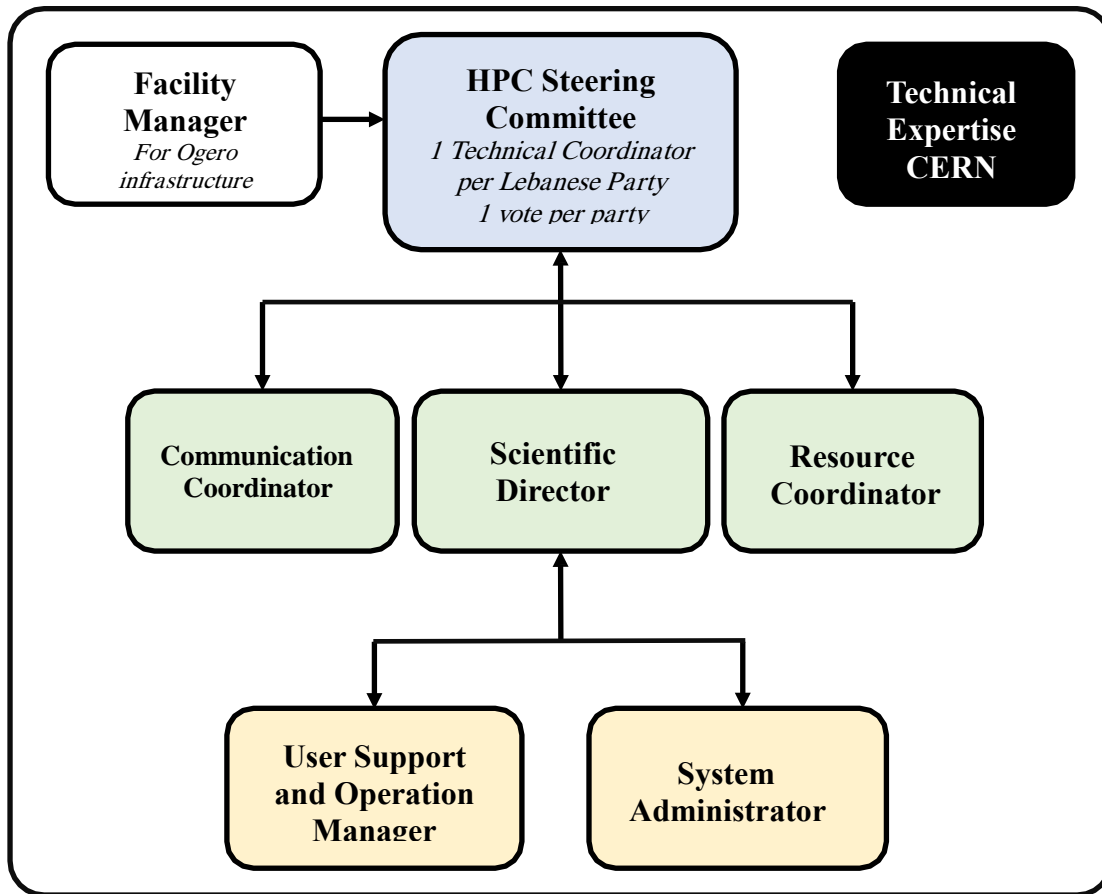 Facility
Manager
For Ogero
infrastructure
HPC Steering
Committee
1 Technical Coordinator
per Lebanese Party
1 vote per party
Technical
Expertise
CERN
Communication
Coordinator
Scientific
Director
Resource
Coordinator
User Support
and Operation
Manager
System
Administrator